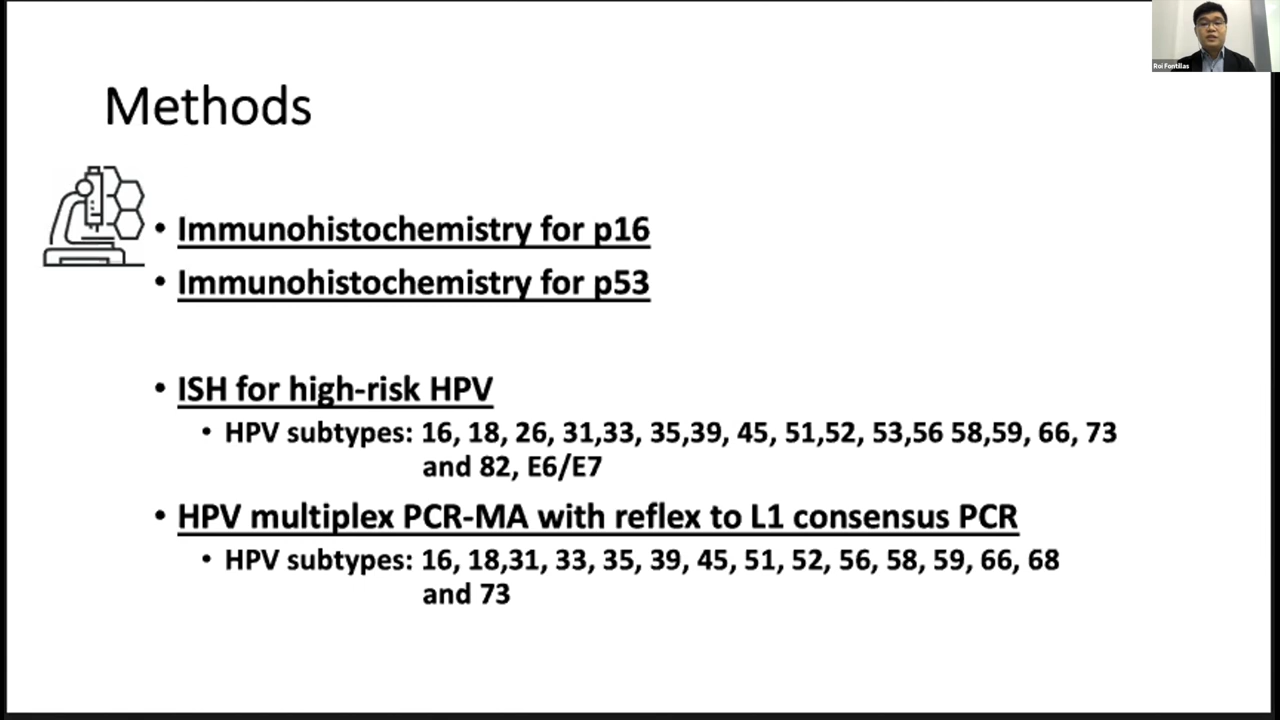 Roi Fontillas
Methods
• Immunohistochemistry for p16
• Immunohistochemistry for p53
• ISH for high-risk HPV
• HPV subtypes: 16, 18, 26, 31,33, 35,39, 45, 51,52, 53,56 58,59, 66, 73
and 82, E6/E7
• HPV multiplex PCR-MA with reflex to L1 consensus PCR
• HPV subtypes: 16, 18,31, 33, 35, 39, 45, 51, 52, 56, 58, 59, 66, 68
and 73